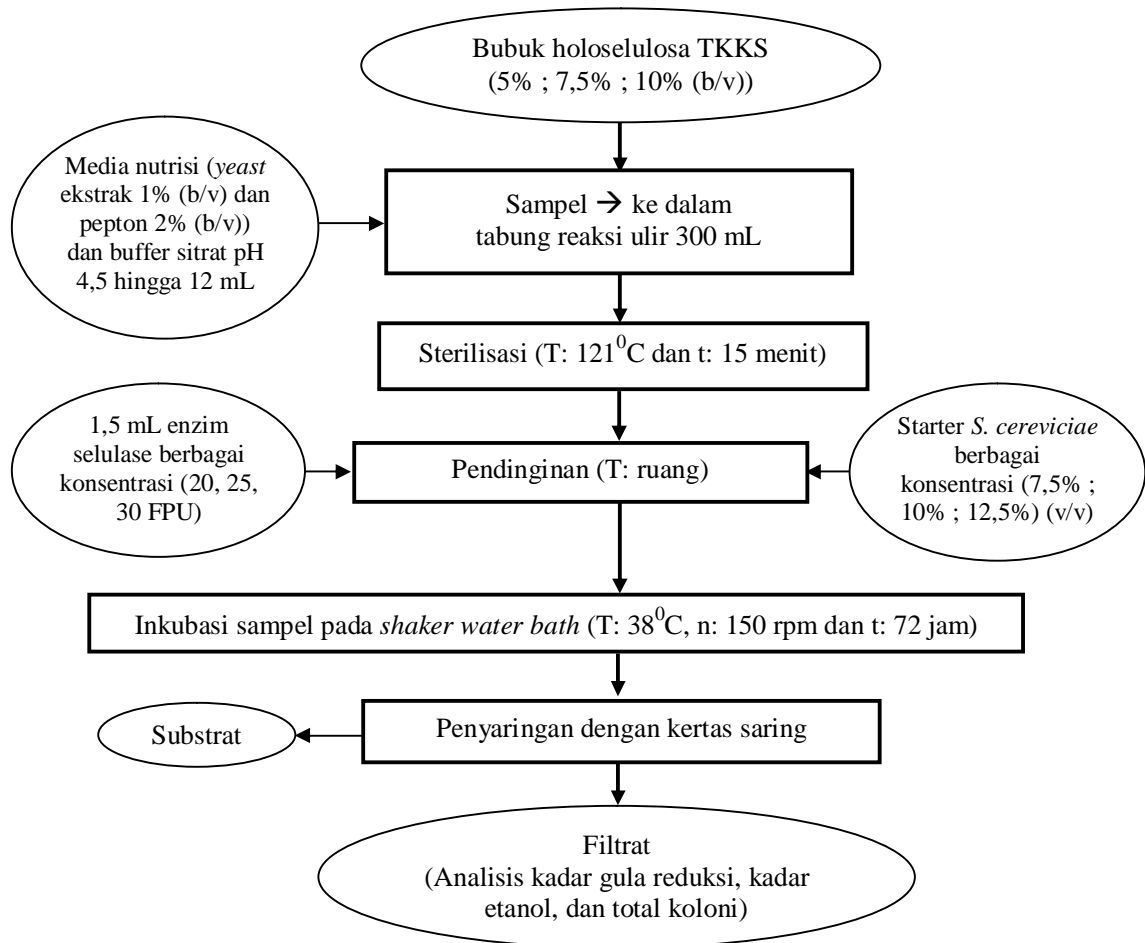 Bubuk holoselulosa TKKS
(5% ; 7,5% ; 10% (b/v))
Media nutrisi (yeast
ekstrak 1% (b/v) dan
pepton 2% (b/v))
dan buffer sitrat pH
4,5 hingga 12 mL
Sampel → ke dalam
tabung reaksi ulir 300 mL
Sterilisasi (T: 121⁰C dan t: 15 menit)
1,5 mL enzim
selulase berbagai
konsentrasi (20, 25,
30 FPU)
Pendinginan (T: ruang)
Starter S. cereviciae
berbagai
konsentrasi (7,5% ;
10% ; 12,5%) (v/v)
Inkubasi sampel pada shaker water bath (T: 38⁰C, n: 150 rpm dan t: 72 jam)
Substrat
Penyaringan dengan kertas saring
Filtrat
(Analisis kadar gula reduksi, kadar
etanol, dan total koloni)